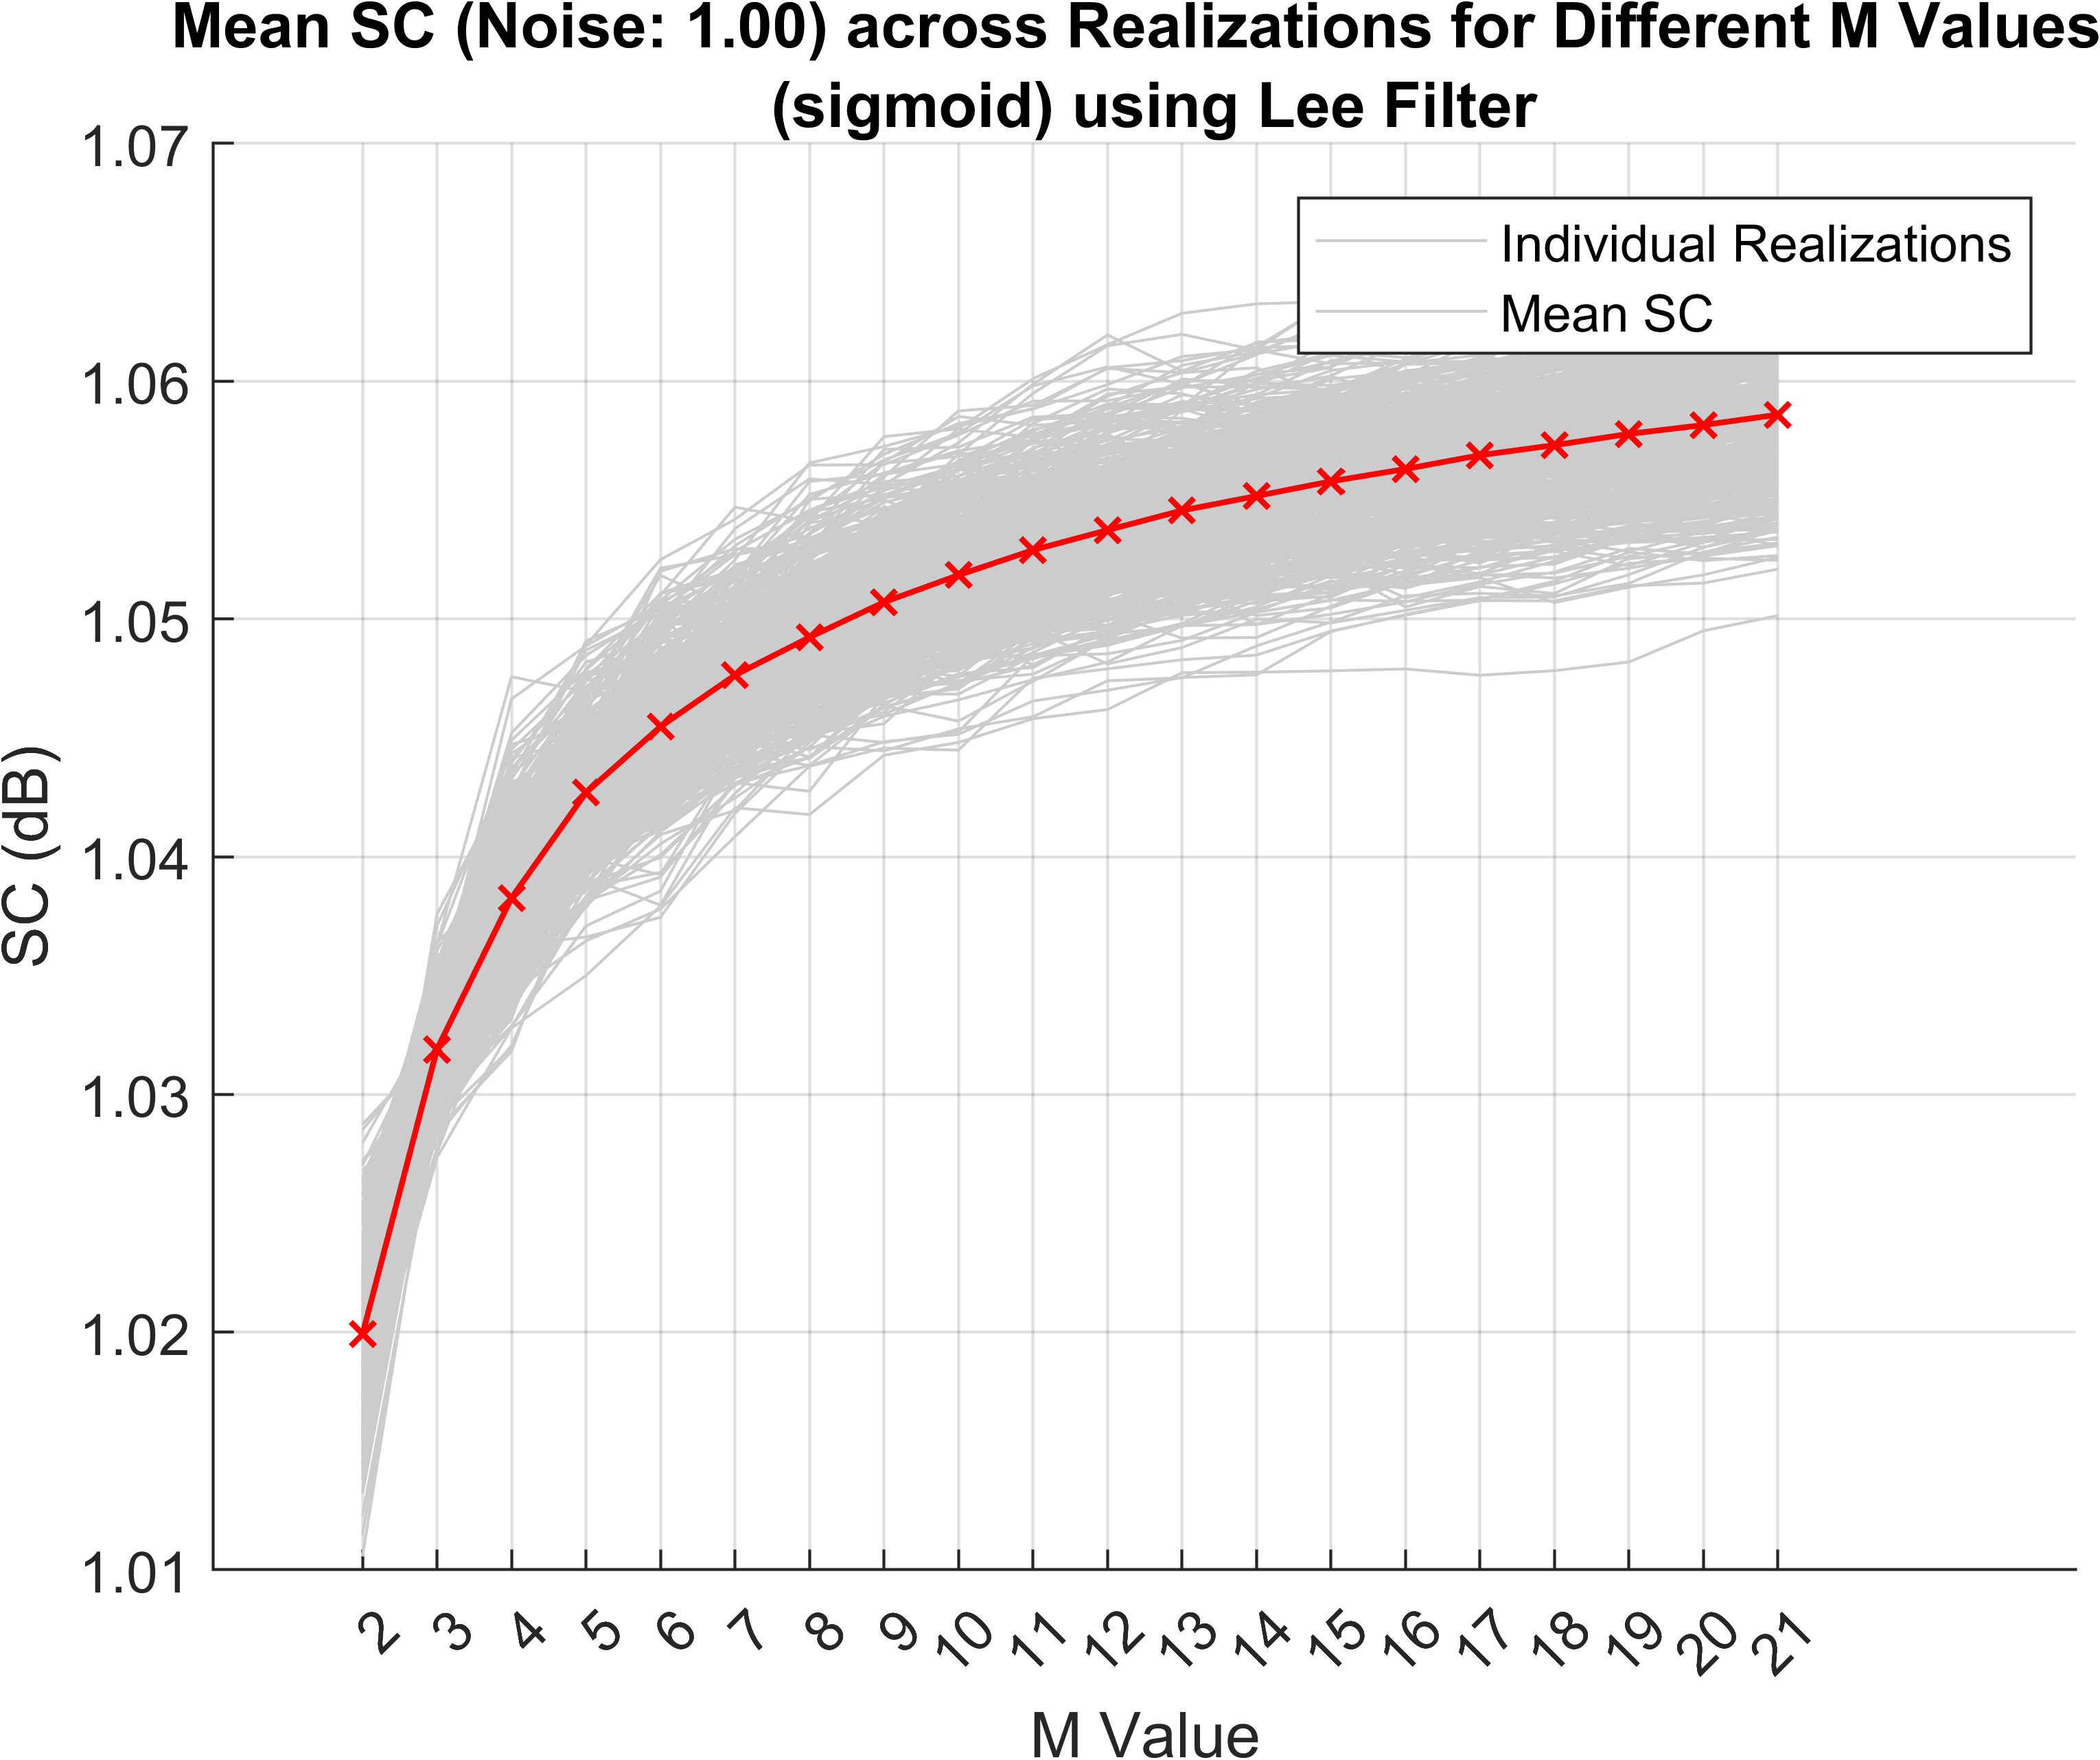 Mean SC (Noise: 1.00) across Realizations for Different M Values
(sigmoid) using Lee Filter
1.07
1.06
1.05
1.04
1.03
1.02
1.01
SC (dB)
Individual Realizations
Mean SC
2 3 4 5 6 7 8 9 10 11 12 13 14 15 16 17 18 19 20 21
M Value